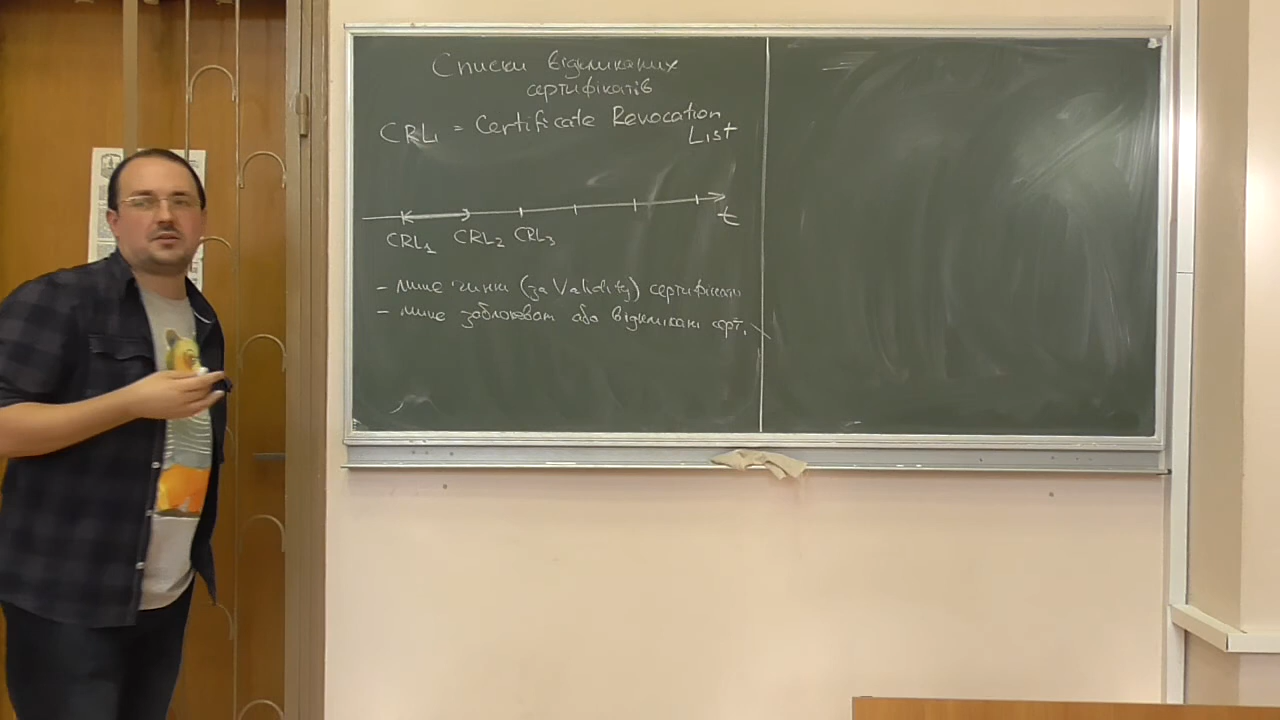 Списки відкликаних
сертифікатів
CRL = Certificate Revocation
List
t
CRL1 CRL2 CRL3
- лише чинні (за Validity) сертифікати
- лише заблоковані або відкликані серт.